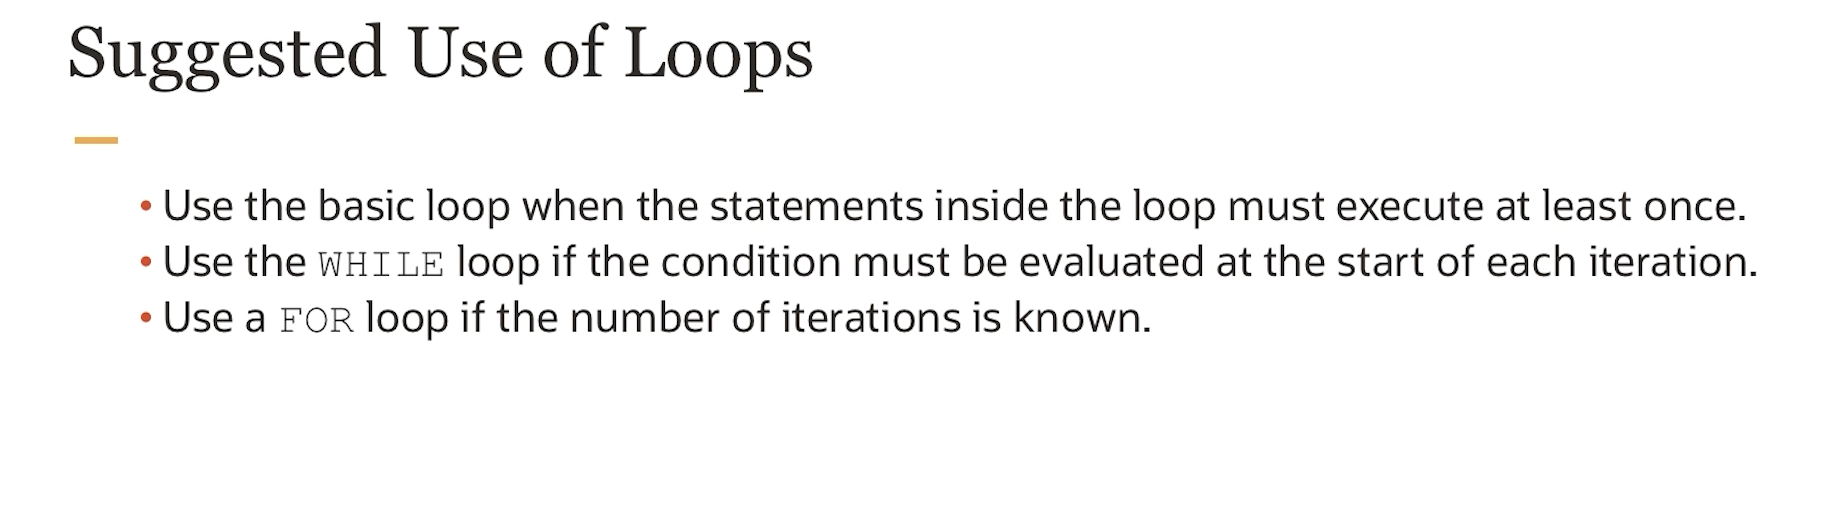 Suggested Use of Loops
• Use the basic loop when the statements inside the loop must execute at least once.
• Use the WHILE loop if the condition must be evaluated at the start of each iteration.
• Use a FOR loop if the number of iterations is known.